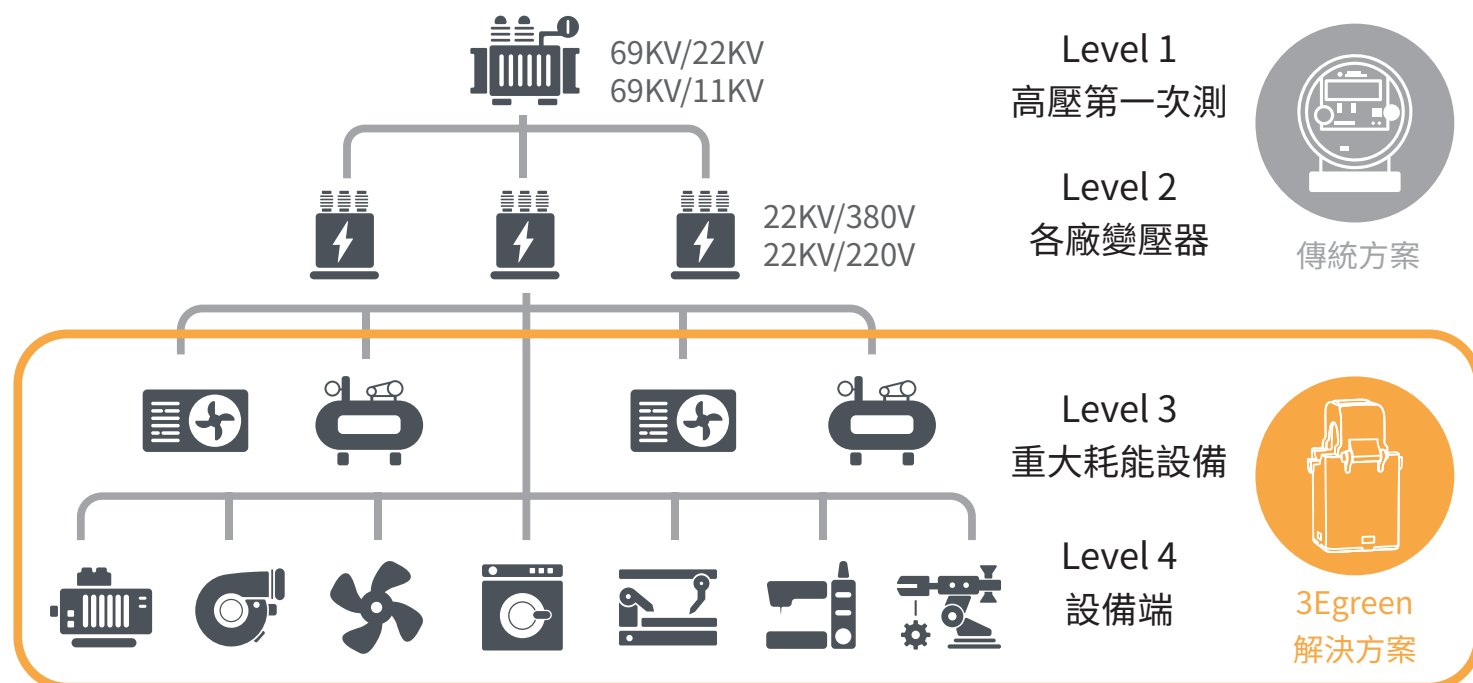 69KV/22KV
69KV/11KV
Level 1
高壓第一次測
22KV/380V
22KV/220V
Level 2
各廠變壓器
傳統方案
Level 3
重大耗能設備
Level 4
設備端
3Egreen
解決方案